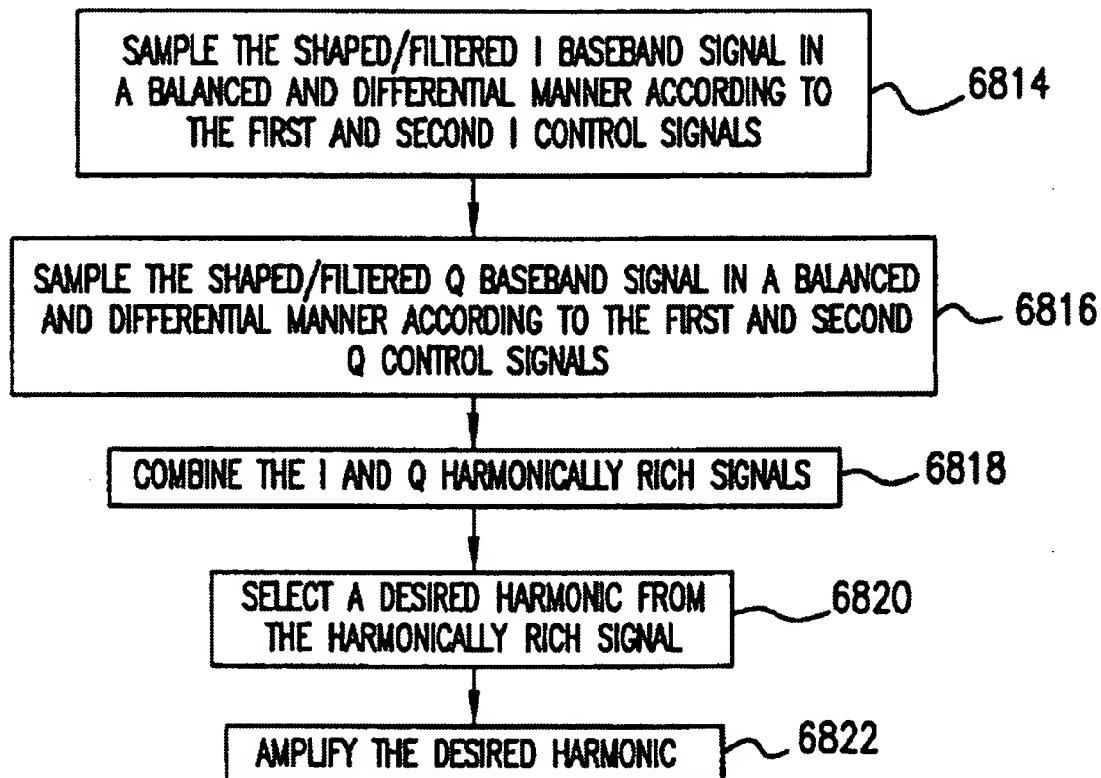 SAMPLE THE SHAPED/FILTERED I BASEBAND SIGNAL IN
A BALANCED AND DIFFERENTIAL MANNER ACCORDING TO
THE FIRST AND SECOND I CONTROL SIGNALS
6814
SAMPLE THE SHAPED/FILTERED Q BASEBAND SIGNAL IN A BALANCED
AND DIFFERENTIAL MANNER ACCORDING TO THE FIRST AND SECOND
Q CONTROL SIGNALS
6816
COMBINE THE I AND Q HARMONICALLY RICH SIGNALS
6818
SELECT A DESIRED HARMONIC FROM
THE HARMONICALLY RICH SIGNAL
6820
AMPLIFY THE DESIRED HARMONIC
6822